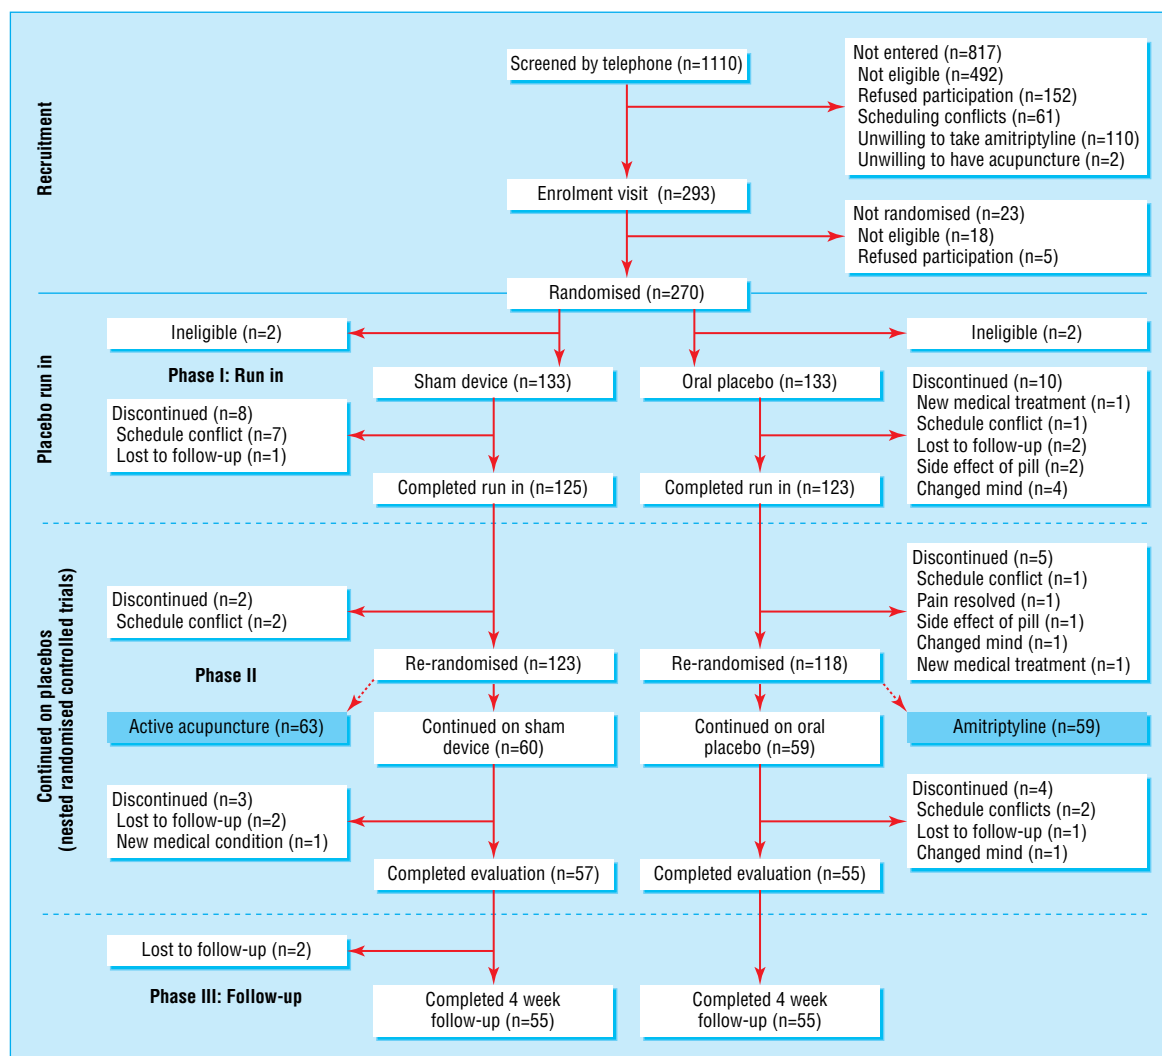 Recruitment
Screened by telephone (n=1110)
Not entered (n=817)
Not eligible (n=492)
Refused participation (n=152)
Scheduling conflicts (n=61)
Unwilling to take amitriptyline (n=110)
Unwilling to have acupuncture (n=2)
Enrolment visit (n=293)
Not randomised (n=23)
Not eligible (n=18)
Refused participation (n=5)
Randomised (n=270)
Placebo run in
Ineligible (n=2)
Ineligible (n=2)
Phase I: Run in
Sham device (n=133)
Oral placebo (n=133)
Discontinued (n=8)
Schedule conflict (n=7)
Lost to follow-up (n=1)
Discontinued (n=10)
New medical treatment (n=1)
Schedule conflict (n=1)
Lost to follow-up (n=2)
Side effect of pill (n=2)
Changed mind (n=4)
Completed run in (n=125)
Completed run in (n=123)
Continued on placebos
(nested randomised controlled trials)
Discontinued (n=2)
Schedule conflict (n=2)
Discontinued (n=5)
Schedule conflict (n=1)
Pain resolved (n=1)
Side effect of pill (n=1)
Changed mind (n=1)
New medical treatment (n=1)
Phase II
Re-randomised (n=123)
Re-randomised (n=118)
Active acupuncture (n=63)
Continued on sham
device (n=60)
Continued on oral
placebo (n=59)
Amitriptyline (n=59)
Discontinued (n=3)
Lost to follow-up (n=2)
New medical condition (n=1)
Discontinued (n=4)
Schedule conflicts (n=2)
Lost to follow-up (n=1)
Changed mind (n=1)
Completed evaluation (n=57)
Completed evaluation (n=55)
Lost to follow-up (n=2)
Phase III: Follow-up
Completed 4 week
follow-up (n=55)
Completed 4 week
follow-up (n=55)